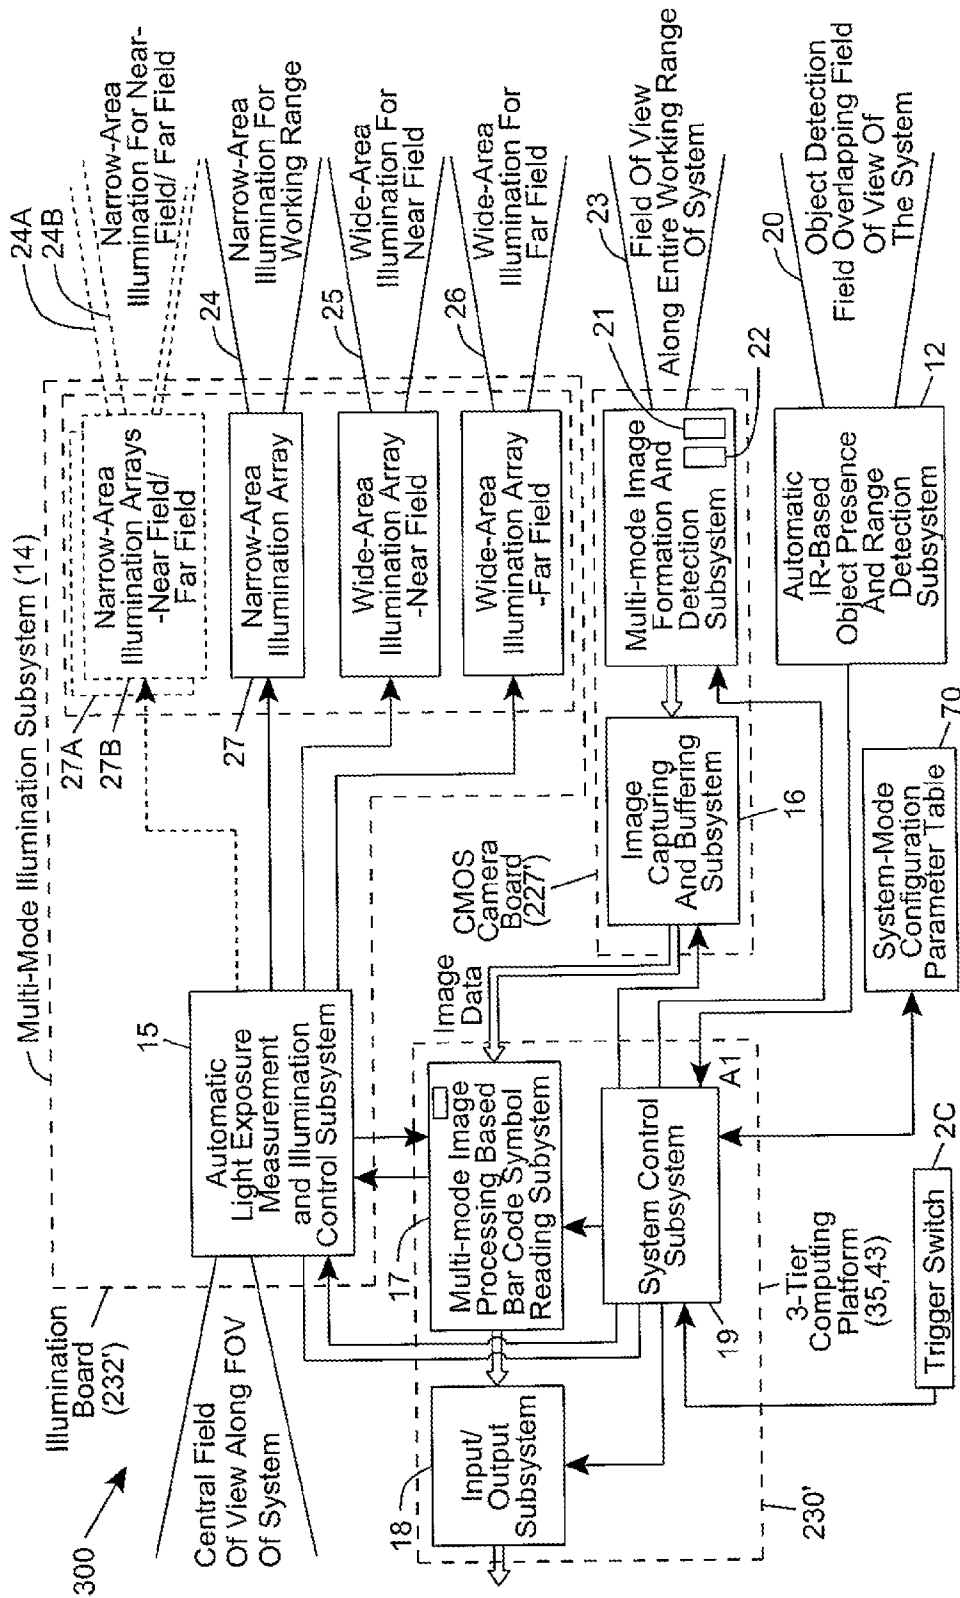 300
Illumination
Board
(232')
Multi-Mode Illumination Subsystem (14)
24A
24B
Narrow-Area
Illumination For Near-
Field/ Far Field
27A
27B
Narrow-Area
Illumination Arrays
-Near Field/
Far Field
Central Field
Of View Along FOV
Of System
15
Automatic
Light Exposure
Measurement
and Illumination
Control Subsystem
27
Narrow-Area
Illumination Array
24
Narrow-Area
Illumination For
Working Range
Wide-Area
Illumination Array
-Near Field
25
Wide-Area
Illumination For
Near Field
Wide-Area
Illumination Array
-Far Field
26
Wide-Area
Illumination For
Far Field
18
Input/
Output
Subsystem
17
Multi-mode Image
Processing Based
Bar Code Symbol
Reading Subystem
Image
Data
CMOS
Camera
Board
(227')
Image
Capturing
And Buffering
Subsystem
16
Multi-mode Image
Formation And
Detection
Subsystem
21
22
23
Field Of View
Along Entire Working Range
Of System
System Control
Subsystem
19
A1
230'
3-Tier
Computing
Platform
(35,43)
Trigger Switch
2C
System-Mode
Configuration
Parameter Table
70
Automatic
IR-Based
Object Presence
And Range
Detection
Subsystem
12
20
Object Detection
Field Overlapping Field
Of View Of
The System